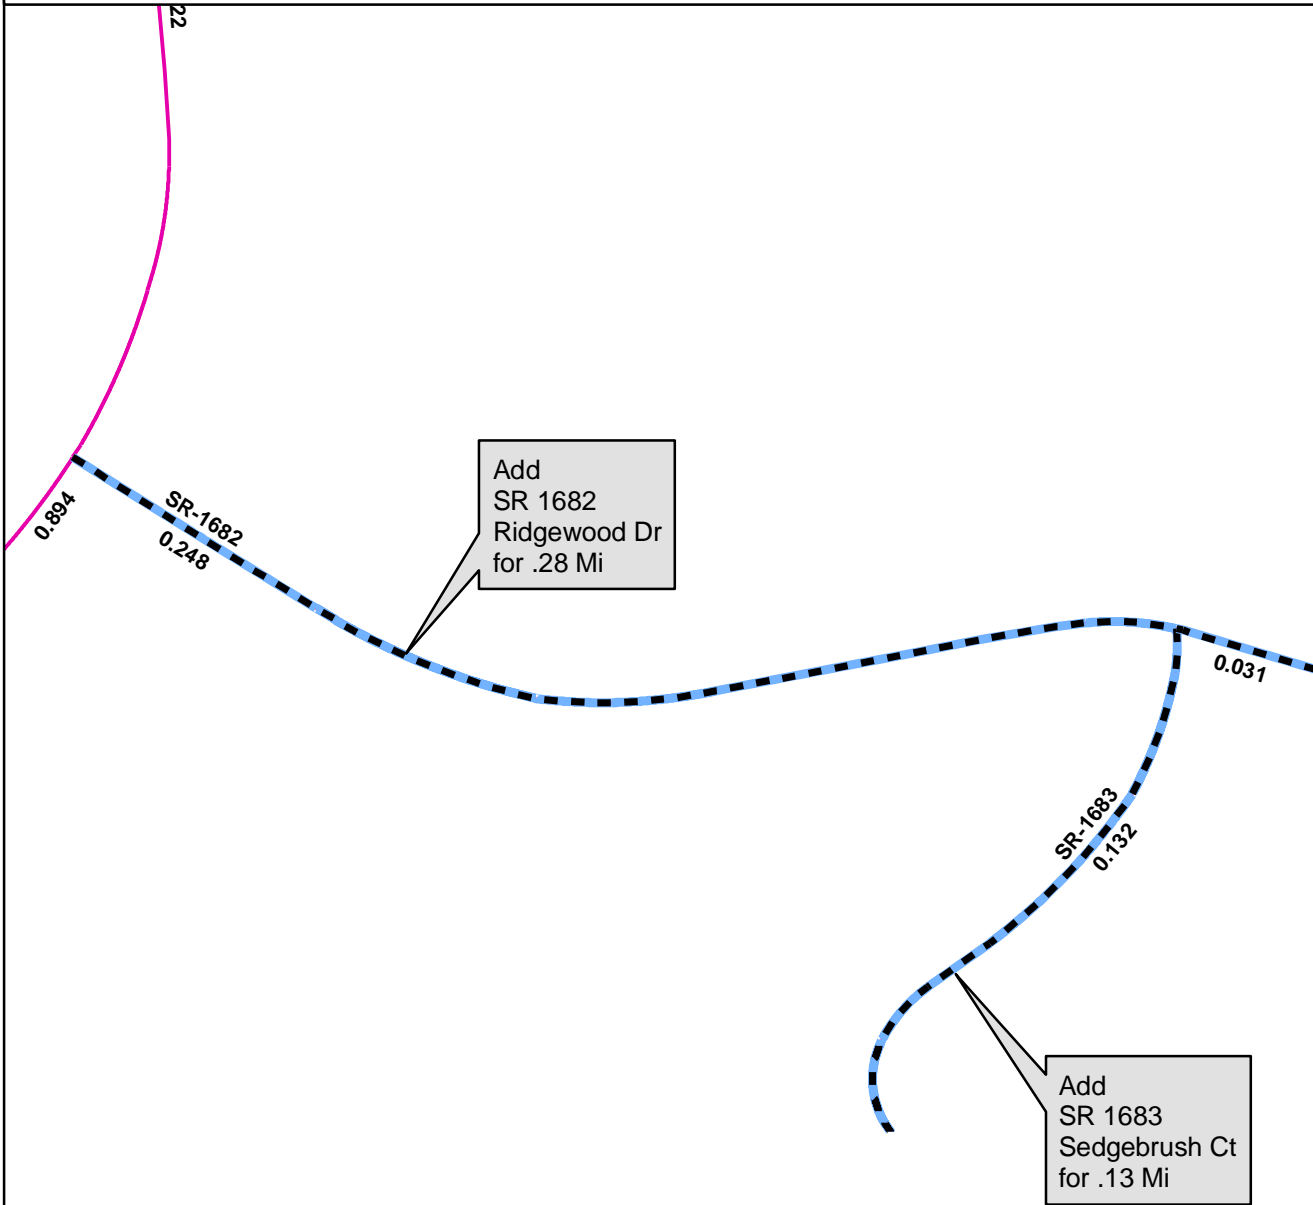 22
Add
SR 1682
Ridgewood Dr
for .28 Mi
0.894
SR-1682
0.248
0.031
SR-1683
0.132
Add
SR 1683
Sedgebrush Ct
for .13 Mi